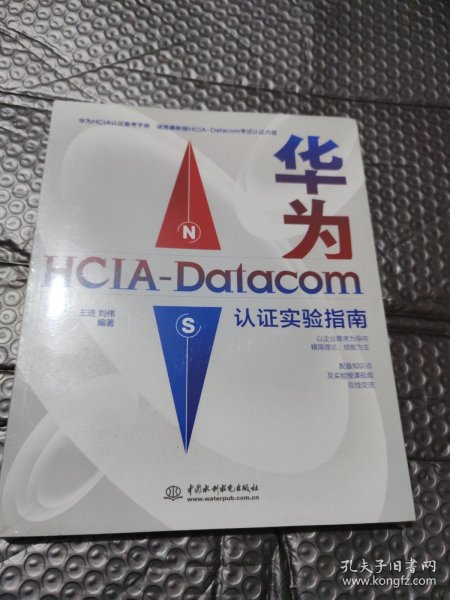 华为HCIA认证备考手册 涵盖最新版HCIA-Datacom考试认证内容
华为
N
HCIA-Datacom
王进 刘伟
编著
S
认证实验指南
以企业需求为导向
精简理论、技能为主
配备知识点
及实验授课视频
在线交流
中国水利水电出版社
www.waterpub.com.cn
孔夫子旧书网
www.kongfz.com